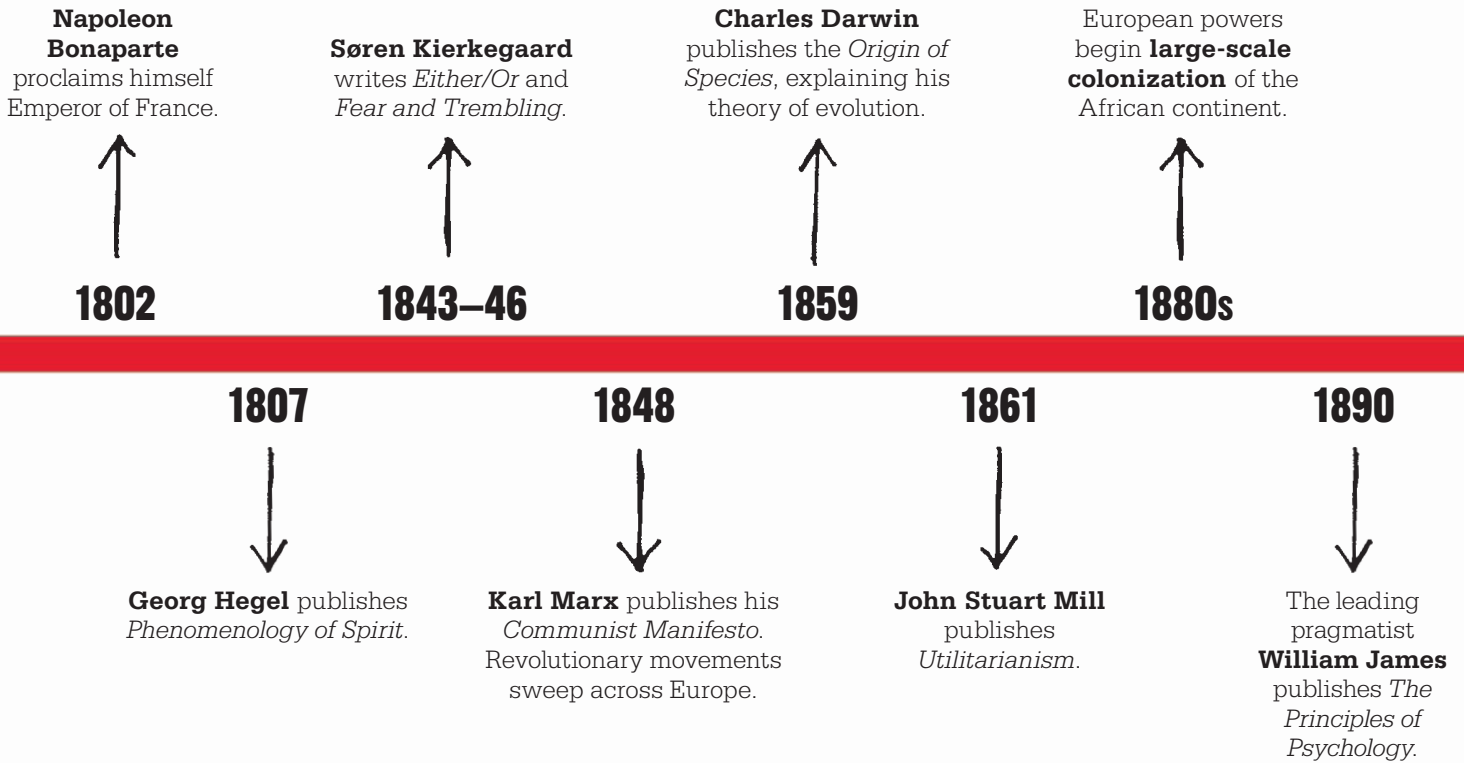 Napoleon
Bonaparte
proclaims himself
Emperor of France.
Søren Kierkegaard
writes Either/Or and
Fear and Trembling.
Charles Darwin
publishes the Origin of
Species, explaining his
theory of evolution.
European powers
begin large-scale
colonization of the
African continent.
1802
1843–46
1859
1880s
1807
1848
1861
1890
Georg Hegel publishes
Phenomenology of Spirit.
Karl Marx publishes his
Communist Manifesto.
Revolutionary movements
sweep across Europe.
John Stuart Mill
publishes
Utilitarianism.
The leading
pragmatist
William James
publishes The
Principles of
Psychology.